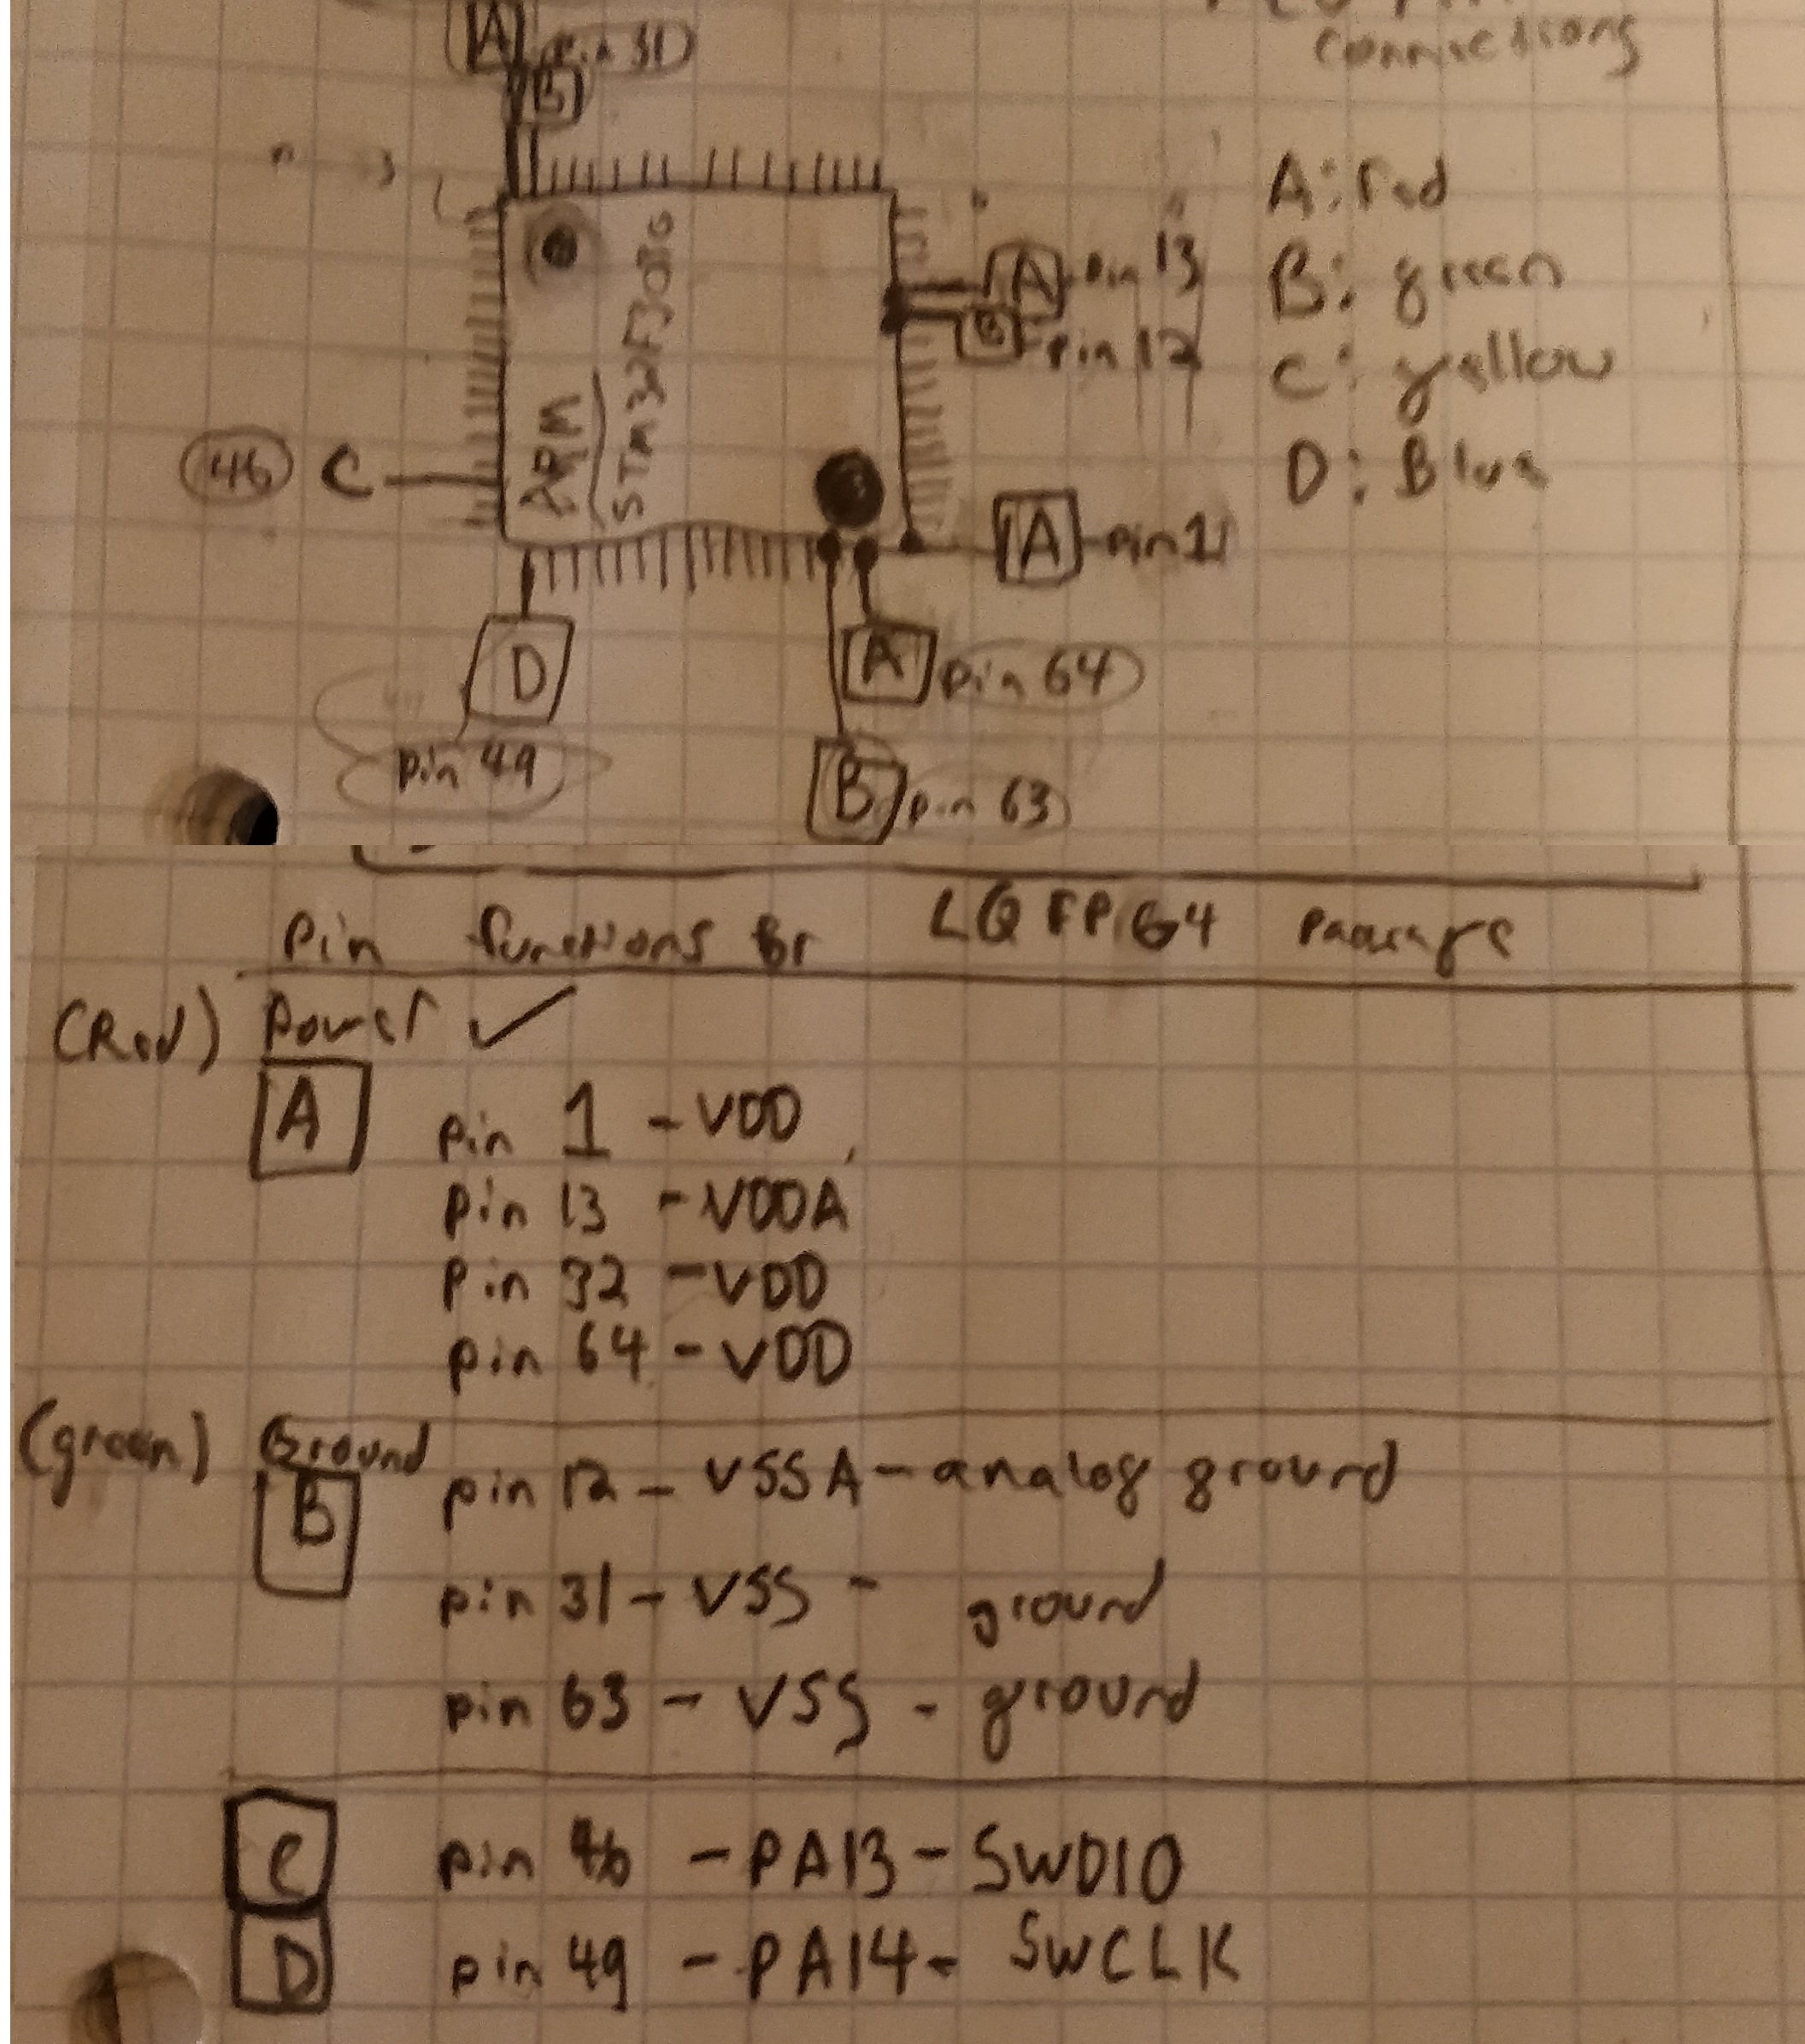 connections
A
pin 31
B
A: red
B: green
C: yellow
D: Blue
A pin 13
B pin 12
ARM
46 C
A pin 1
D
A pin 64
pin 49
B pin 63
pin functions for LQFP64 package
(Red) Power ✓
A
pin 1 - VDD
pin 13 - VDDA
pin 32 - VDD
pin 64 - VDD
(green) Ground
B
pin 12 - VSSA - analog ground
pin 31 - VSS - ground
pin 63 - VSS - ground
C pin 46 - PA13 - SWDIO
D pin 49 - PA14 - SWCLK